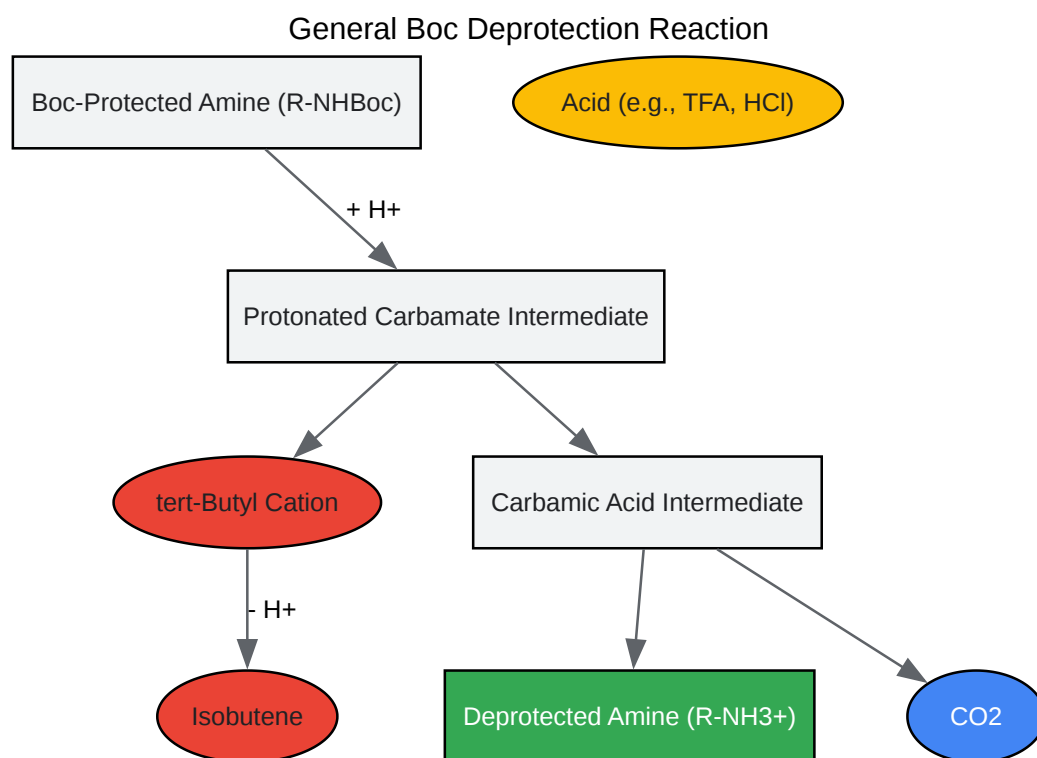 General Boc Deprotection Reaction
Boc-Protected Amine (R-NHBoc)
Acid (e.g., TFA, HCl)
+ H+
Protonated Carbamate Intermediate
tert-Butyl Cation
Carbamic Acid Intermediate
- H+
Isobutene
Deprotected Amine (R-NH3+)
CO2